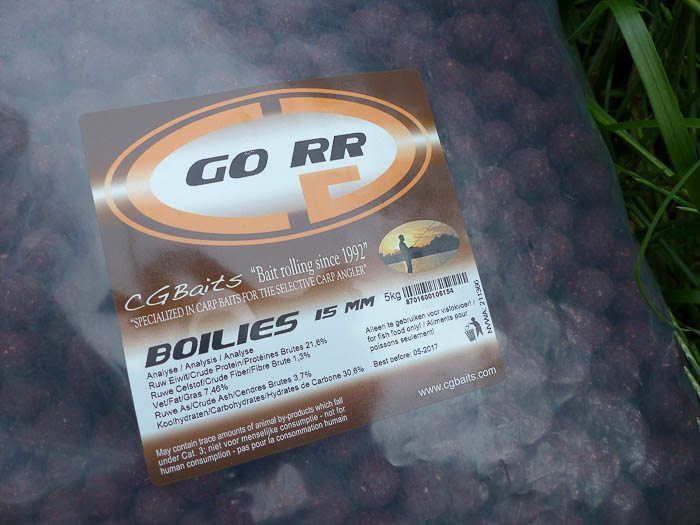 GO RR
CGBaits "Bait rolling since 1992"
"SPECIALIZED IN CARP BAITS FOR THE SELECTIVE CARP ANGLER"
BOILIES 15 MM
5kg
8701600106154
Analyse / Analysis / Analyse
Ruw Eiwit/Crude Protein/Protéines Brutes 21,6%
Ruwe Celstof/Crude Fiber/Fibre Brute 1,3%
Vet/Fat/Gras 7,46%
Ruwe As/Crude Ash/Cendres Brutes 3,7%
Koolhydraten/Carbohydrates/Hydrates de Carbone 30,6%
Alleen te gebruiken voor vislokvoer! /
for fish food only! / Aliments pour
poissons seulement!
Best before: 05-2017
NVWA: 211395
www.cgbaits.com
May contain trace amounts of animal by-products which fall
under Cat. 3; niet voor menselijke consumptie - not for
human consumption - pas pour la consommation humain